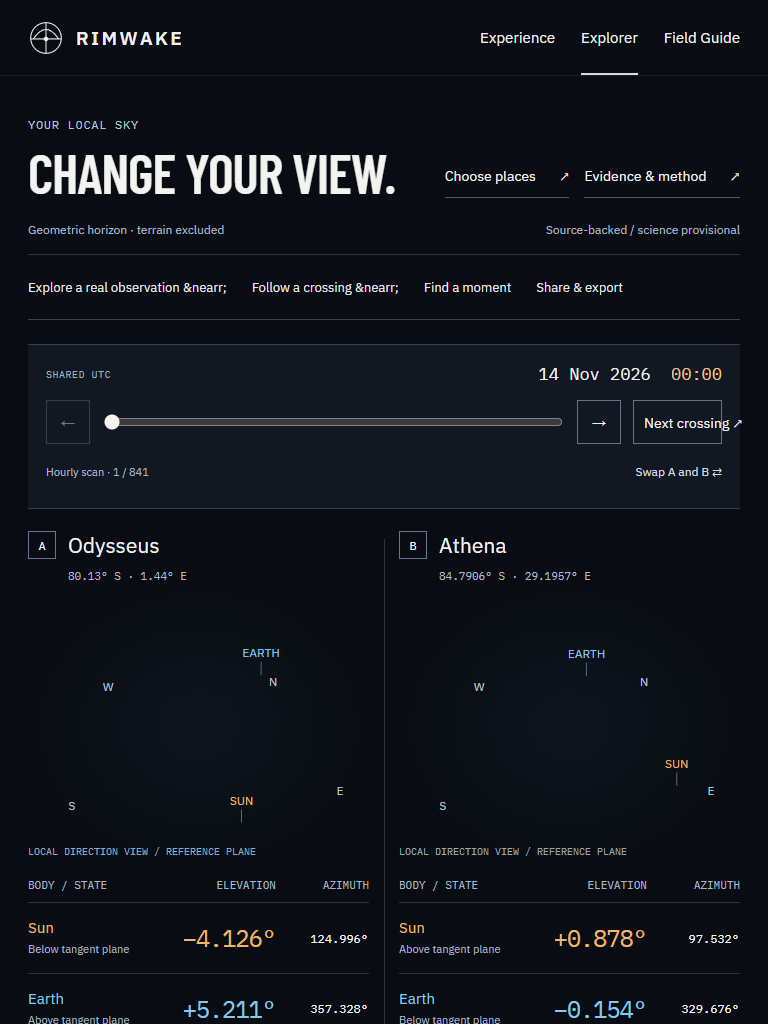 RIMWAKE
Experience Explorer Field Guide
YOUR LOCAL SKY
CHANGE YOUR VIEW.
Choose places ↗ Evidence & method ↗
Geometric horizon · terrain excluded
Source-backed / science provisional
Explore a real observation &nearr; Follow a crossing &nearr; Find a moment Share & export
SHARED UTC
14 Nov 2026 00:00
← → Next crossing ↗
Hourly scan · 1 / 841
Swap A and B ⇄
A Odysseus
80.13° S · 1.44° E
EARTH
W N
E
SUN
S
LOCAL DIRECTION VIEW / REFERENCE PLANE
BODY / STATE ELEVATION AZIMUTH
Sun
Below tangent plane
−4.126° 124.996°
Earth
Above tangent plane
+5.211° 357.328°
B Athena
84.7906° S · 29.1957° E
EARTH
W N
SUN
E
S
LOCAL DIRECTION VIEW / REFERENCE PLANE
BODY / STATE ELEVATION AZIMUTH
Sun
Above tangent plane
+0.878° 97.532°
Earth
Below tangent plane
−0.154° 329.676°